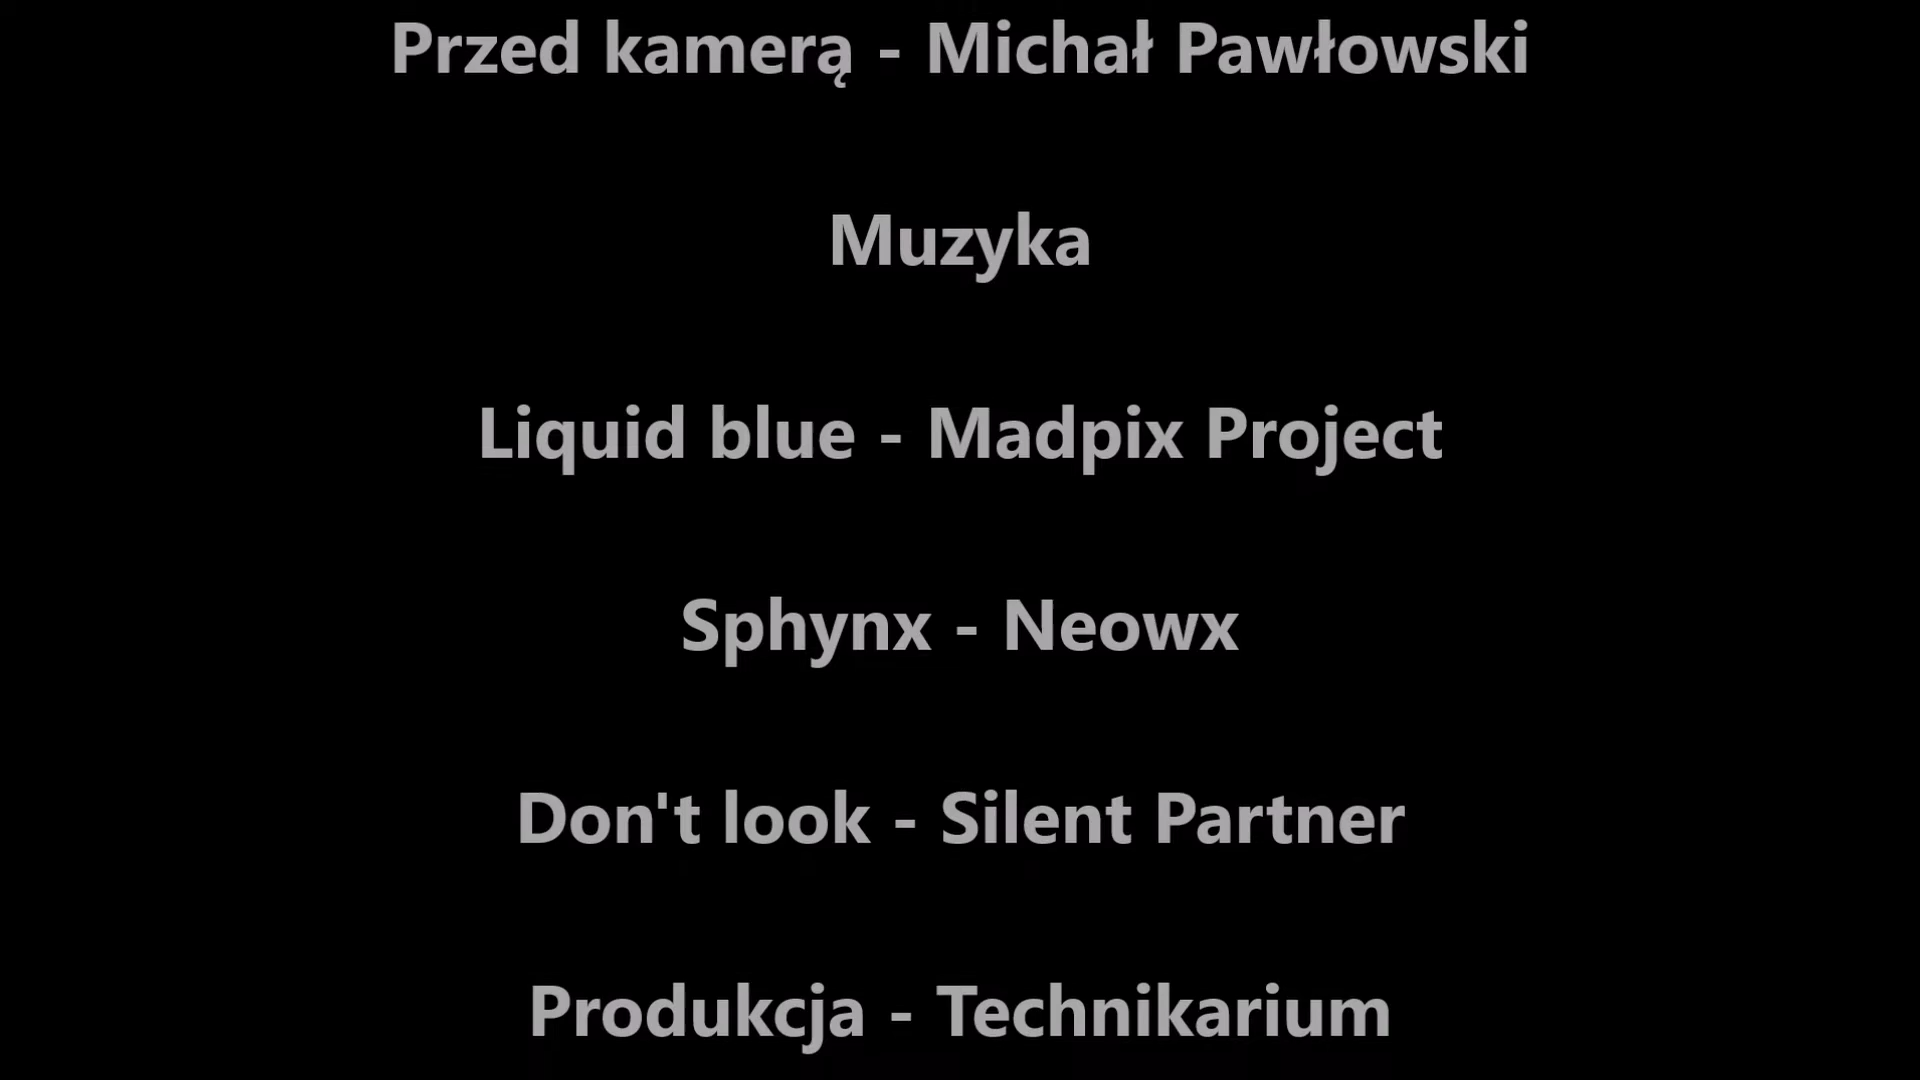 Przed kamerą - Michał Pawłowski
Muzyka
Liquid blue - Madpix Project
Sphynx - Neowx
Don't look - Silent Partner
Produkcja - Technikarium